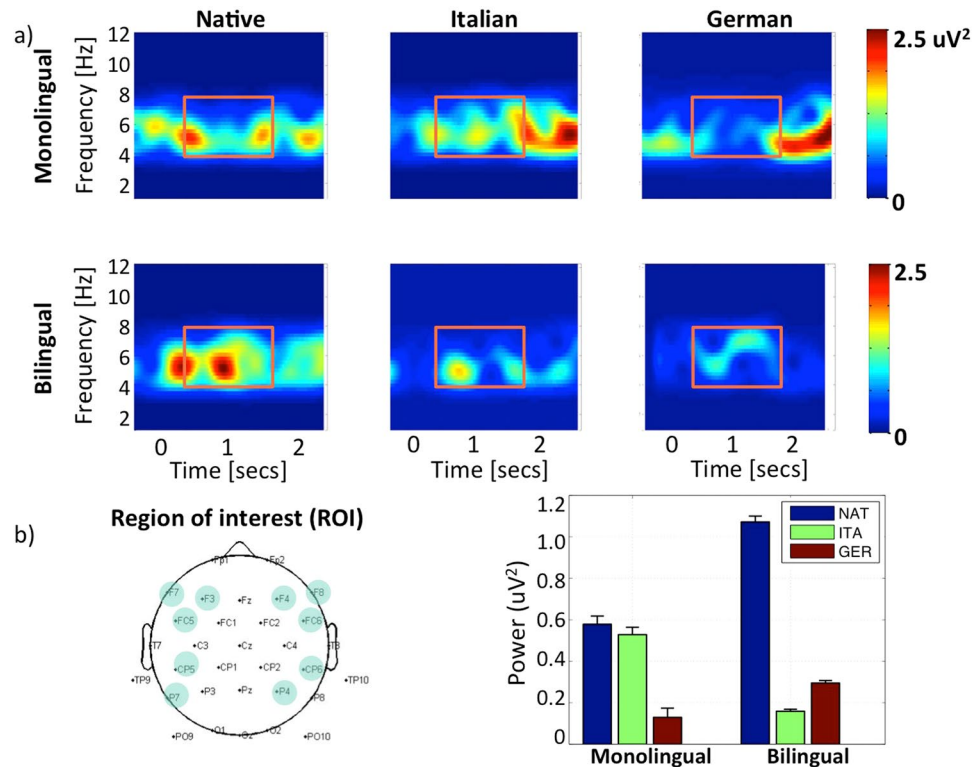 a)
Native Italian German
Monolingual
Frequency [Hz]
12
10
8
6
4
2
2.5 uV²
0
Bilingual
Frequency [Hz]
12
10
8
6
4
2
2.5
0
0 1 2 0 1 2 0 1 2
Time [secs] Time [secs] Time [secs]
b)
Region of interest (ROI)
Fp1 Fp2
F7 F3 Fz F4 F8
FC5 FC1 FC2 FC6
T7 C3 Cz C4 T8
CP5 CP1 CP2 CP6
TP9 TP10
P7 P3 Pz P4 P8
O1 Oz O2
PO9 PO10
Power (uV²)
1.2
1.0
0.6
0.4
0.2
0
NAT
ITA
GER
Monolingual Bilingual